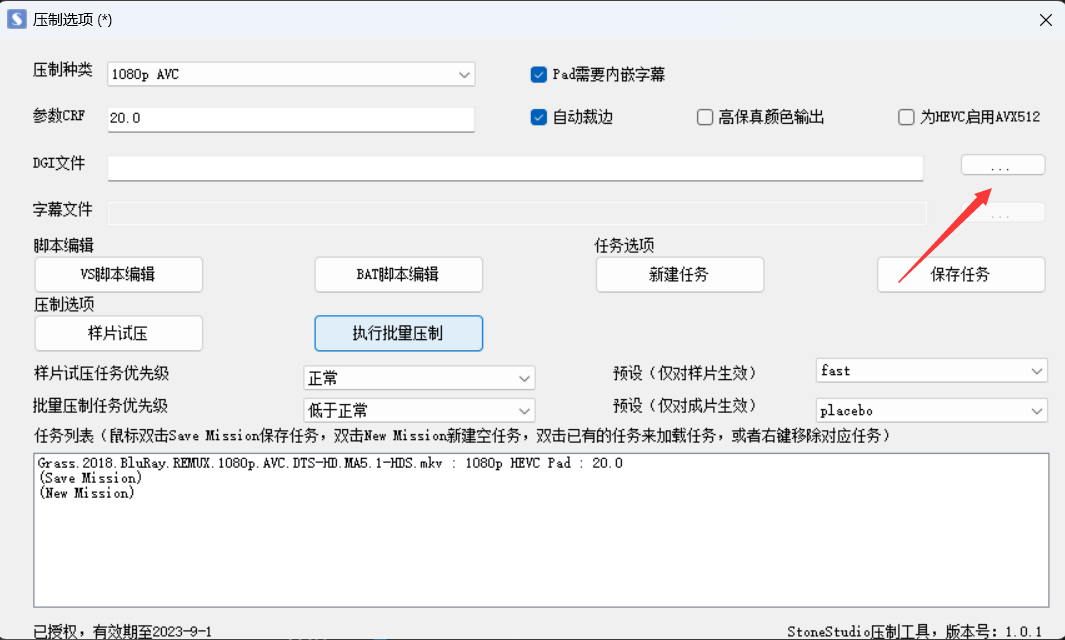 压制选项 (*)
压制种类 1080p AVC Pad需要内嵌字幕
参数CRF 20.0 自动裁边 高保真颜色输出 为HEVC启用AVX512
DGI文件 ...
字幕文件 ...
脚本编辑 任务选项
VS脚本编辑 BAT脚本编辑 新建任务 保存任务
压制选项
样片试压 执行批量压制
样片试压任务优先级 正常 预设（仅对样片生效） fast
批量压制任务优先级 低于正常 预设（仅对成片生效） placebo
任务列表（鼠标双击Save Mission保存任务，双击New Mission新建空任务，双击已有的任务来加载任务，或者右键移除对应任务）
Grass.2018.BluRay.REMUX.1080p.AVC.DTS-HD.MA5.1-HDS.mkv : 1080p HEVC Pad : 20.0
(Save Mission)
(New Mission)
已授权，有效期至2023-9-1 StoneStudio压制工具，版本号：1.0.1